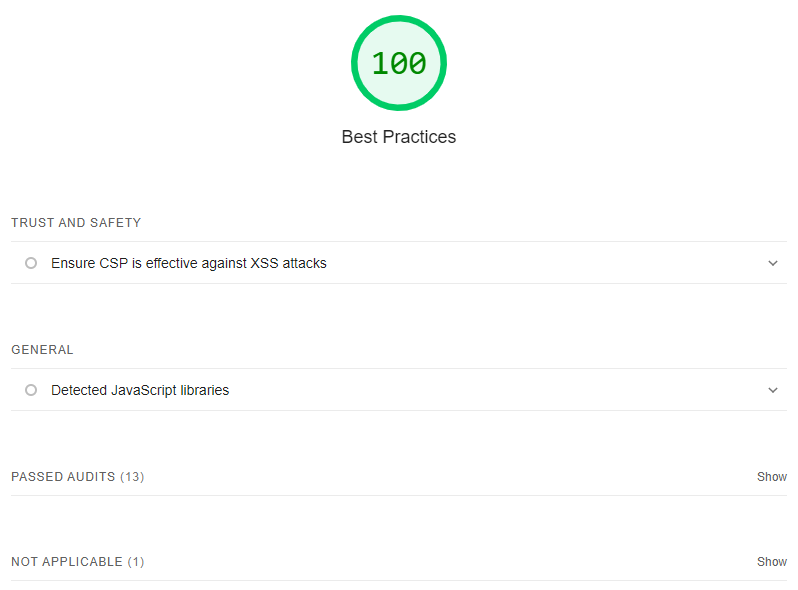 100
Best Practices
TRUST AND SAFETY
Ensure CSP is effective against XSS attacks
GENERAL
Detected JavaScript libraries
PASSED AUDITS (13) Show
NOT APPLICABLE (1) Show